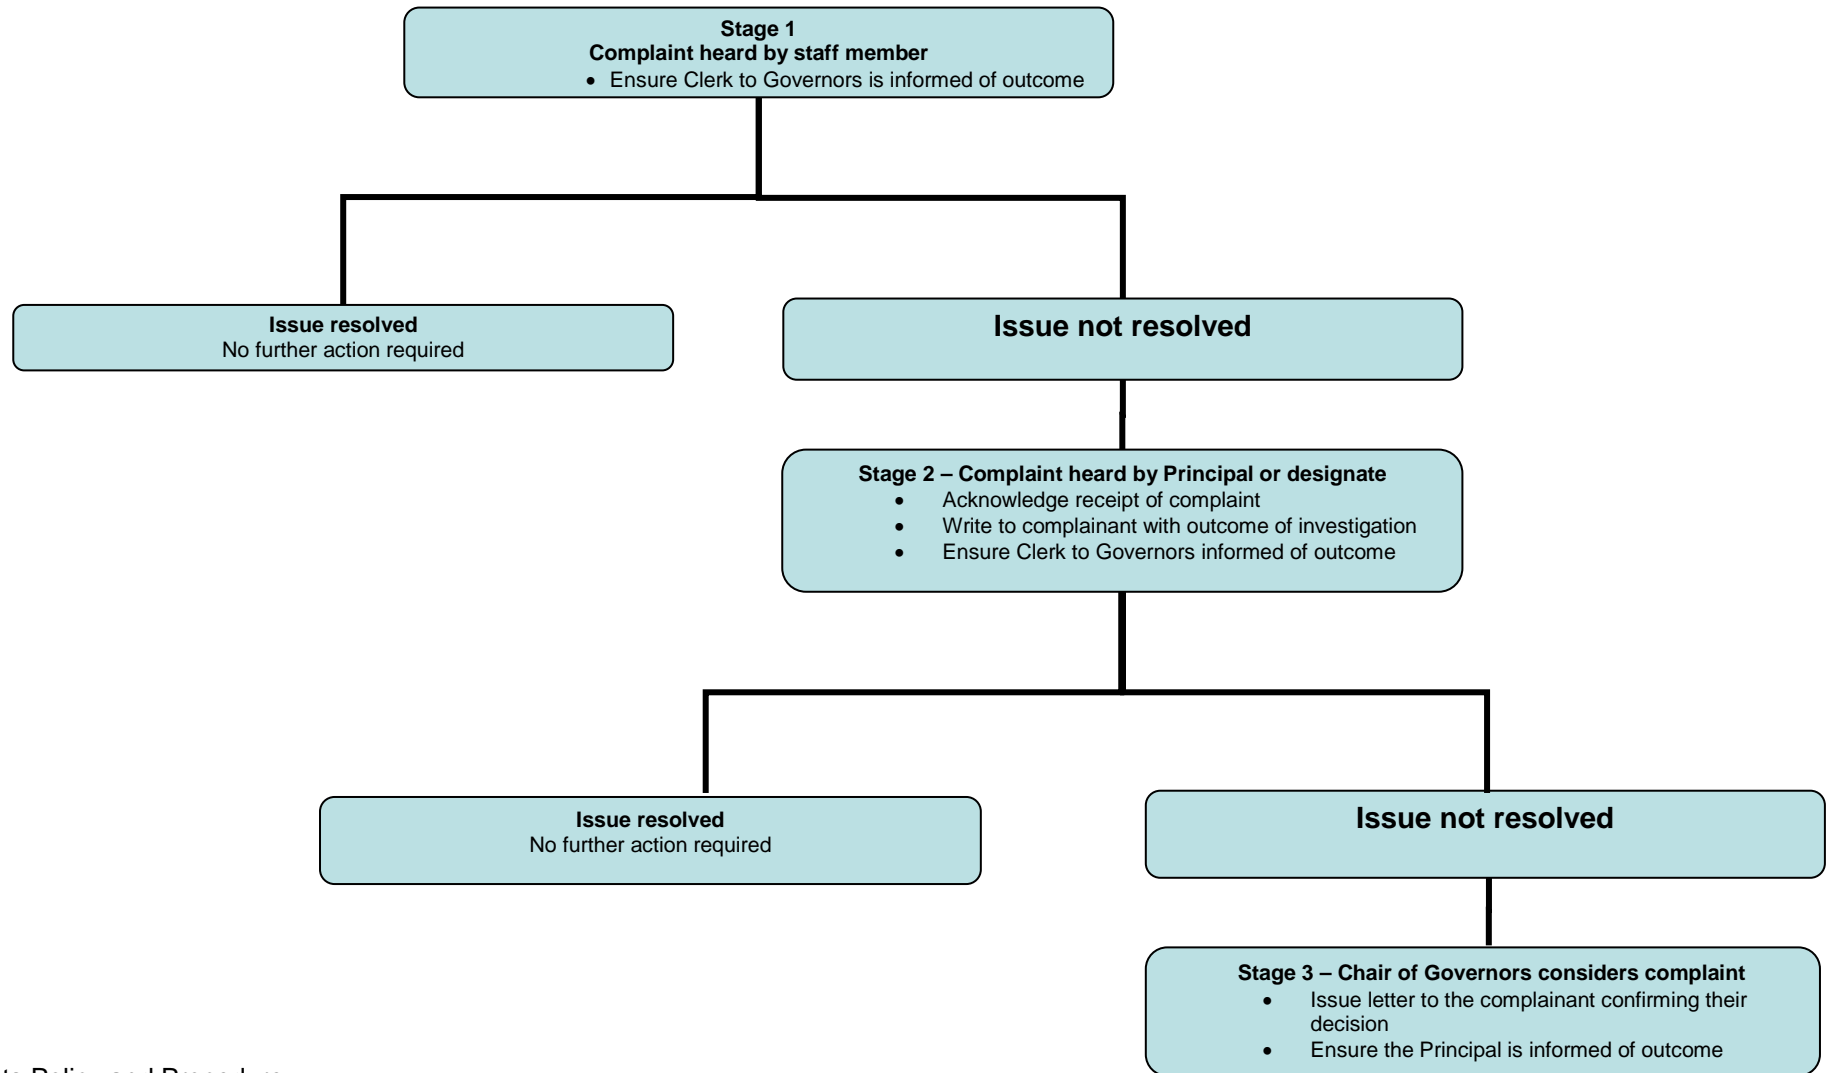 Stage 1
Complaint heard by staff member
• Ensure Clerk to Governors is informed of outcome
Issue resolved
No further action required
Issue not resolved
Stage 2 – Complaint heard by Principal or designate
• Acknowledge receipt of complaint
• Write to complainant with outcome of investigation
• Ensure Clerk to Governors informed of outcome
Issue resolved
No further action required
Issue not resolved
Stage 3 – Chair of Governors considers complaint
• Issue letter to the complainant confirming their
decision
• Ensure the Principal is informed of outcome
Policy and Procedure